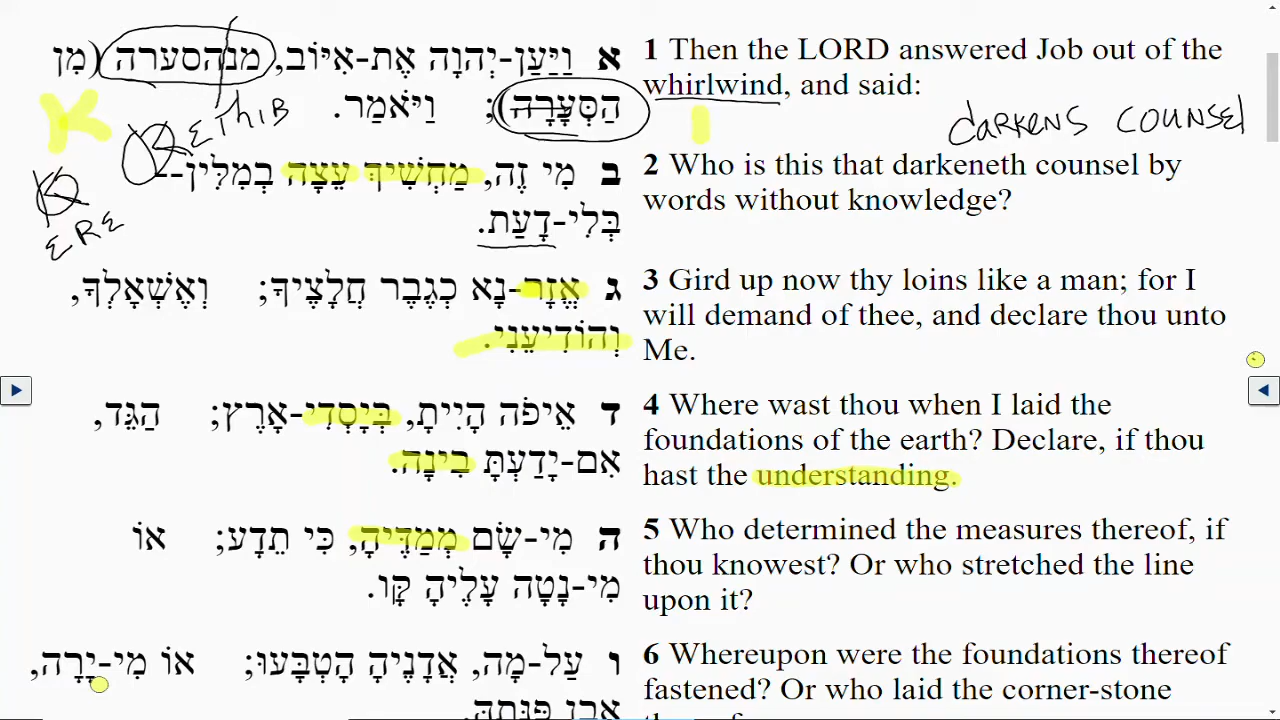 א וַיַּעַן-יְהוָה אֶת-אִיּוֹב, מנהסערה (מִן
הַסְּעָרָה); וַיֹּאמַר.
ב מִי זֶה, מַחְשִׁיךְ עֵצָה בְמִלִּין--
בְּלִי-דָעַת.
ג אֱזָר-נָא כְגֶבֶר חֲלָצֶיךָ; וְאֶשְׁאָלְךָ,
וְהוֹדִיעֵנִי.
ד אֵיפֹה הָיִיתָ, בְּיָסְדִי-אָרֶץ; הַגֵּד,
אִם-יָדַעְתָּ בִינָה.
ה מִי-שָׂם מְמַדֶּיהָ, כִּי תֵדָע; אוֹ
מִי-נָטָה עָלֶיהָ קָּו.
ו עַל-מָה, אֲדָנֶיהָ הָטְבָּעוּ; אוֹ מִי-יָרָה,
אֶבֶן פִּנָּתָהּ.
1 Then the LORD answered Job out of the
whirlwind, and said:
2 Who is this that darkeneth counsel by
words without knowledge?
3 Gird up now thy loins like a man; for I
will demand of thee, and declare thou unto
Me.
4 Where wast thou when I laid the
foundations of the earth? Declare, if thou
hast the understanding.
5 Who determined the measures thereof, if
thou knowest? Or who stretched the line
upon it?
6 Whereupon were the foundations thereof
fastened? Or who laid the corner-stone
thereof
K
KEThIB
KERE
darkens counsel